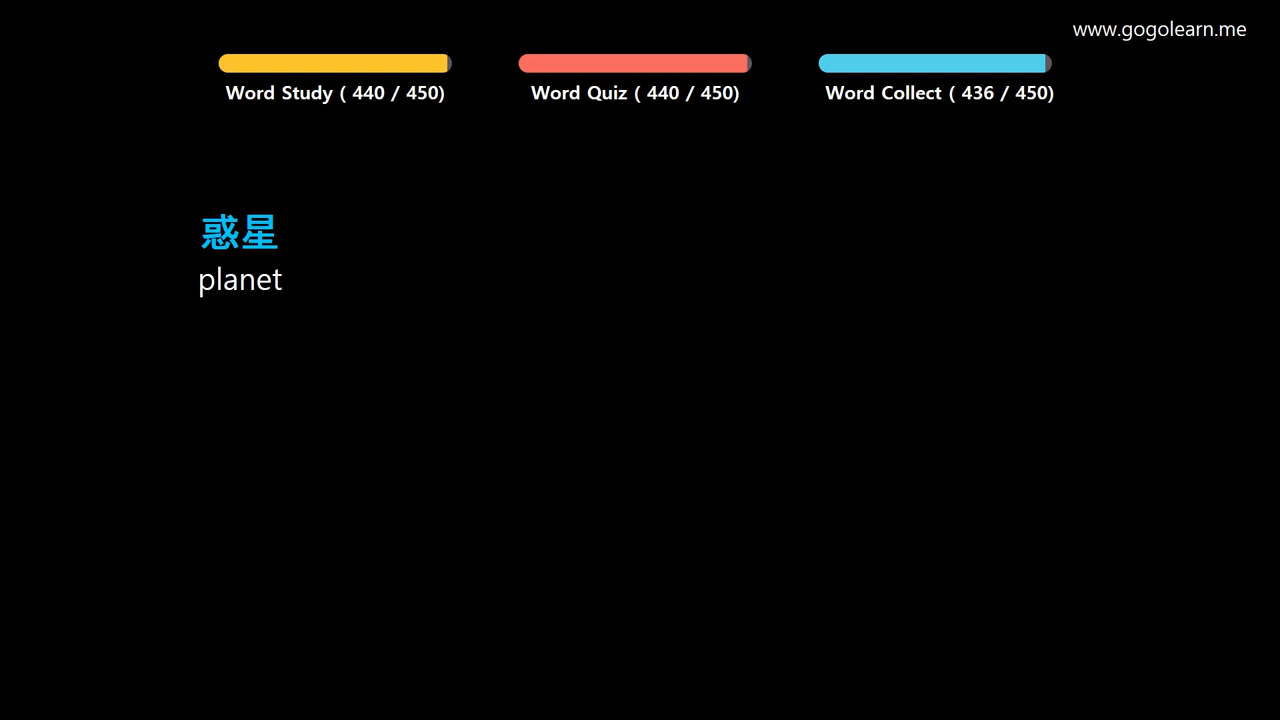 www.gogolearn.me
Word Study ( 440 / 450)
Word Quiz ( 440 / 450)
Word Collect ( 436 / 450)
惑星
planet